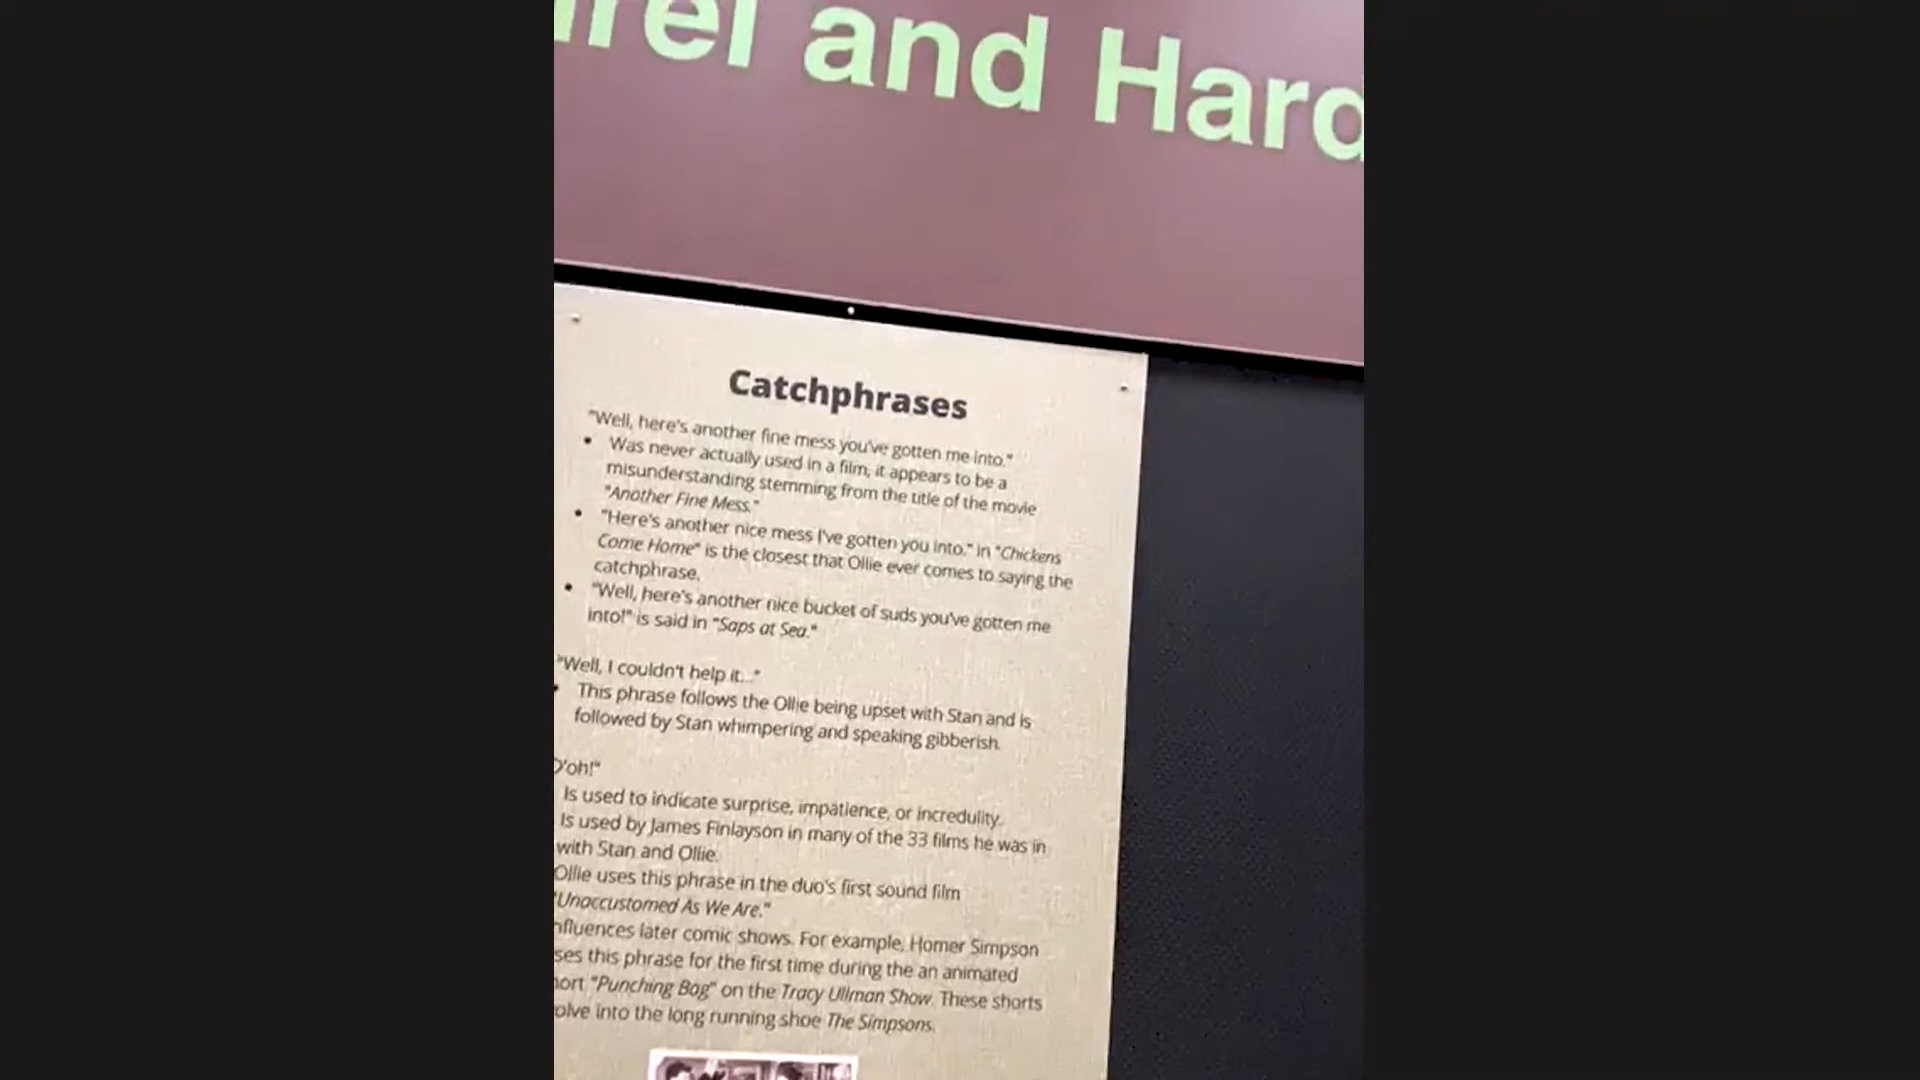 and
Catchphrases
"Well, here's another fine mess you've gotten me into."
• Was never actually used in a film, it appears to be a
misunderstanding stemming from the title of the movie
"Another Fine Mess."
• "Here's another nice mess I've gotten you into." in "Chickens
Come Home" is the closest that Ollie ever comes to saying the
catchphrase.
• "Well, here's another nice bucket of suds you've gotten me
into!" is said in "Saps at Sea."
"Well, I couldn't help it..."
• This phrase follows the Ollie being upset with Stan and is
followed by Stan whimpering and speaking gibberish.
D'oh!"
Is used to indicate surprise, impatience, or incredulity.
Is used by James Finlayson in many of the 33 films he was in
with Stan and Ollie.
Ollie uses this phrase in the duo's first sound film
"Unaccustomed As We Are."
nfluences later comic shows. For example, Homer Simpson
ses this phrase for the first time during the an animated
ort "Punching Bag" on the Tracy Ullman Show. These shorts
olve into the long running shoe The Simpsons.